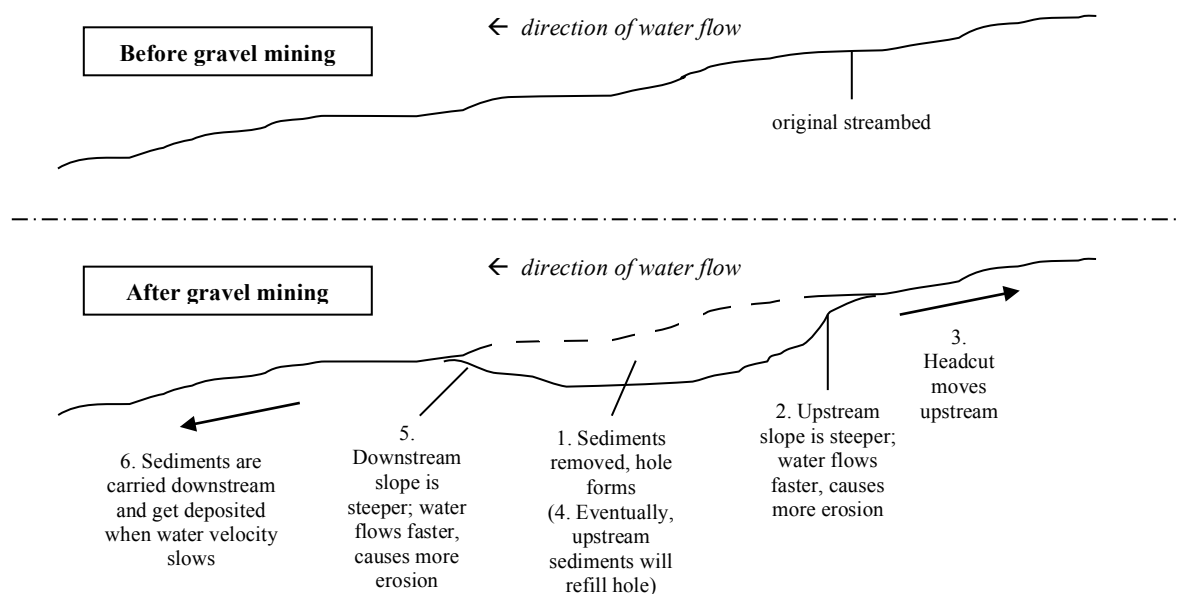 Before gravel mining
← direction of water flow
original streambed
After gravel mining
← direction of water flow
6. Sediments are
carried downstream
and get deposited
when water velocity
slows
5.
Downstream
slope is
steeper; water
flows faster,
causes more
erosion
1. Sediments
removed, hole
forms
(4. Eventually,
upstream
sediments will
refill hole)
2. Upstream
slope is steeper;
water flows
faster, causes
more erosion
3.
Headcut
moves
upstream